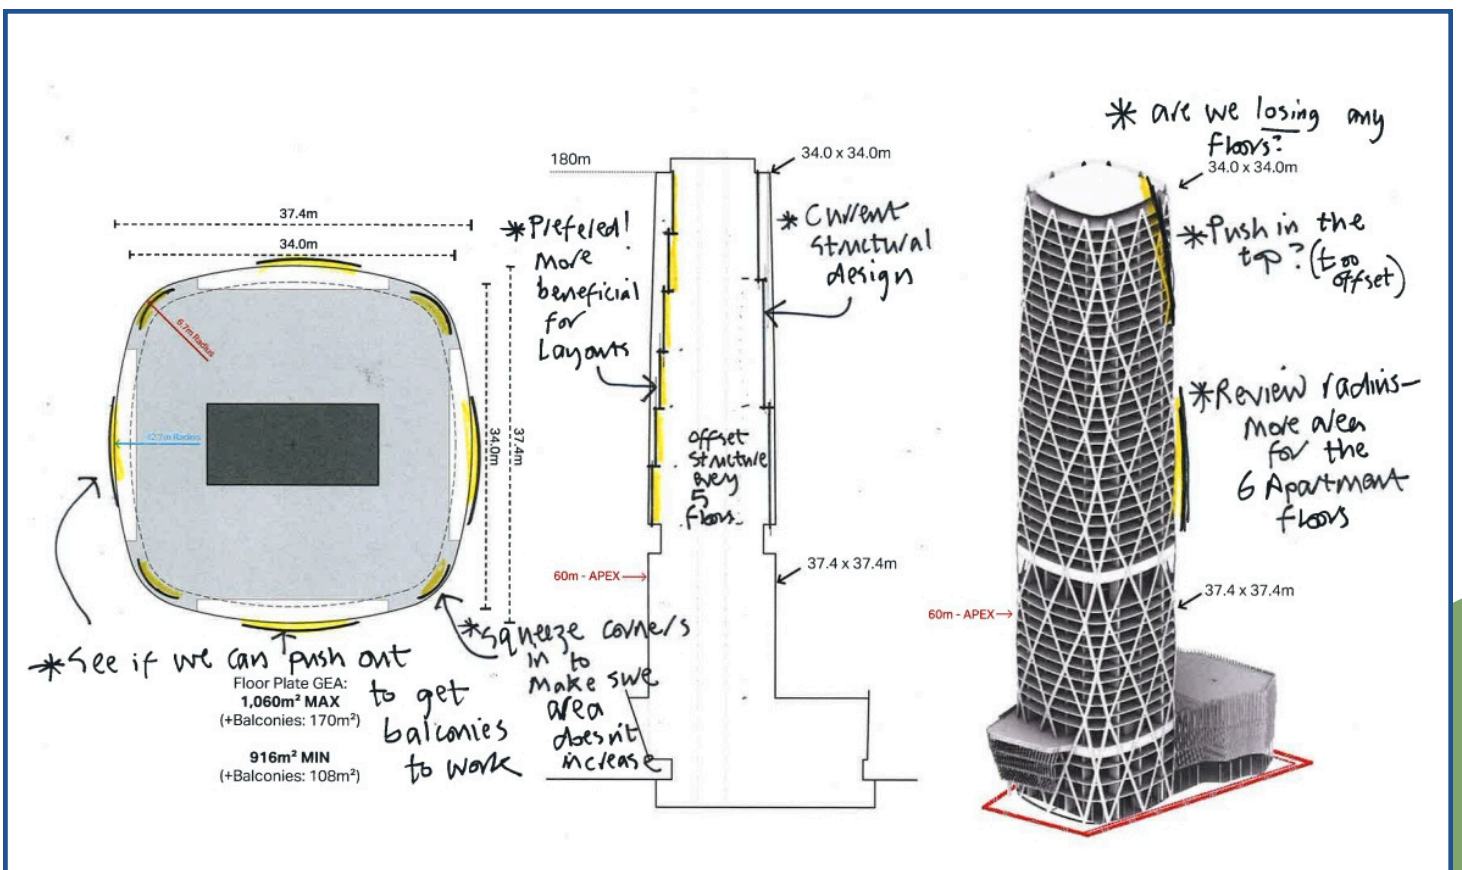 37.4m
34.0m
6.7m Radius
12.7m Radius
34.0m
37.4m
* See if we can push out
to get
balconies
to work
Floor Plate GEA:
1,060m² MAX
(+Balconies: 170m²)
916m² MIN
(+Balconies: 108m²)
* Squeeze corners
in to
Make sure
area
doesn't
increase
180m
34.0 x 34.0m
* Prefered!
more
beneficial
for
Layouts
* Current
structural
design
offset
structure
every
5
floors
60m - APEX
37.4 x 37.4m
* are we losing any
floors?
34.0 x 34.0m
* Push in the
top? (too
offset)
* Review radius –
more area
for the
6 Apartment
floors
37.4 x 37.4m
60m - APEX